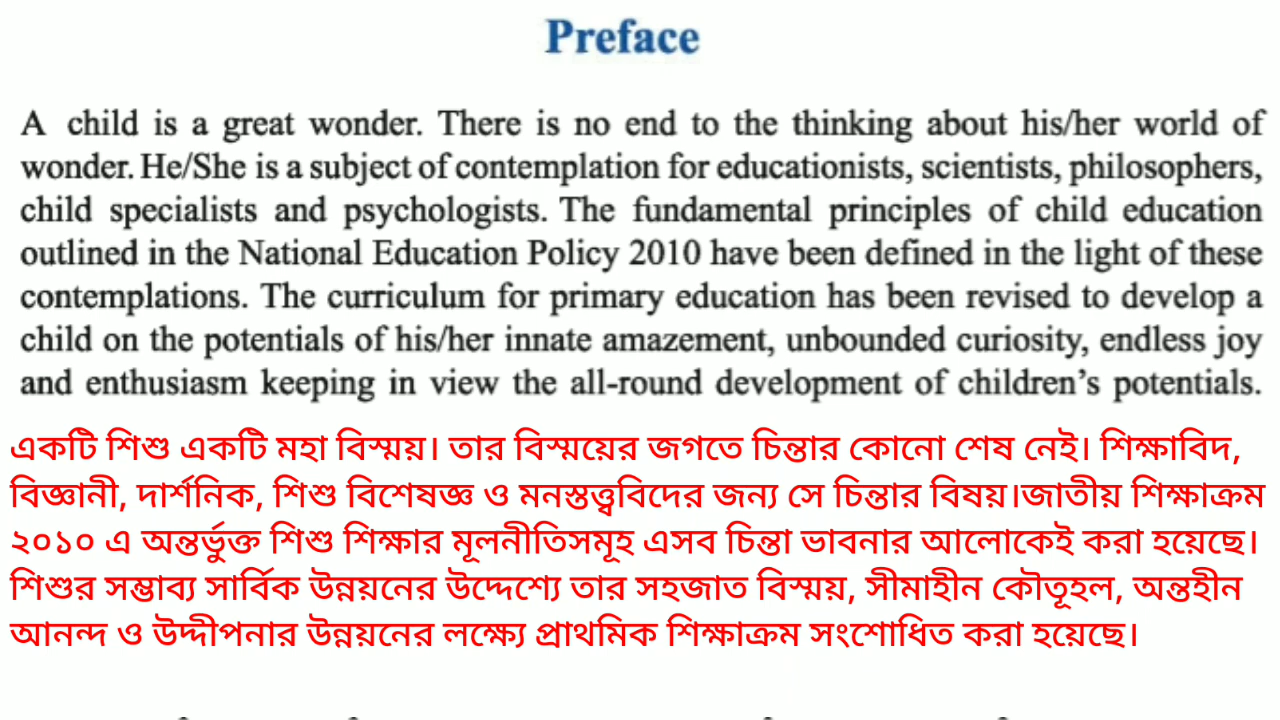 Preface
A child is a great wonder. There is no end to the thinking about his/her world of
wonder. He/She is a subject of contemplation for educationists, scientists, philosophers,
child specialists and psychologists. The fundamental principles of child education
outlined in the National Education Policy 2010 have been defined in the light of these
contemplations. The curriculum for primary education has been revised to develop a
child on the potentials of his/her innate amazement, unbounded curiosity, endless joy
and enthusiasm keeping in view the all-round development of children's potentials.
একটি শিশু একটি মহা বিস্ময়। তার বিস্ময়ের জগতে চিন্তার কোনো শেষ নেই। শিক্ষাবিদ,
বিজ্ঞানী, দার্শনিক, শিশু বিশেষজ্ঞ ও মনস্তত্ত্ববিদের জন্য সে চিন্তার বিষয়।জাতীয় শিক্ষাক্রম
২০১০ এ অন্তর্ভুক্ত শিশু শিক্ষার মূলনীতিসমূহ এসব চিন্তা ভাবনার আলোকেই করা হয়েছে।
শিশুর সম্ভাব্য সার্বিক উন্নয়নের উদ্দেশ্যে তার সহজাত বিস্ময়, সীমাহীন কৌতূহল, অন্তহীন
আনন্দ ও উদ্দীপনার উন্নয়নের লক্ষ্যে প্রাথমিক শিক্ষাক্রম সংশোধিত করা হয়েছে।